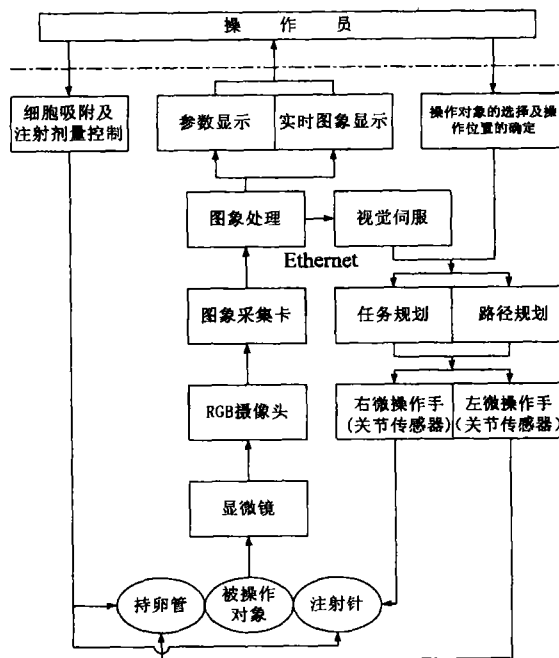 操作员
细胞吸附及
注射剂量控制
参数显示
实时图象显示
操作对象的选择及操
作位置的确定
图象处理
视觉伺服
Ethernet
图象采集卡
任务规划
路径规划
RGB摄像头
右微操作手
(关节传感器)
左微操作手
(关节传感器)
显微镜
持卵管
被操作
对象
注射针